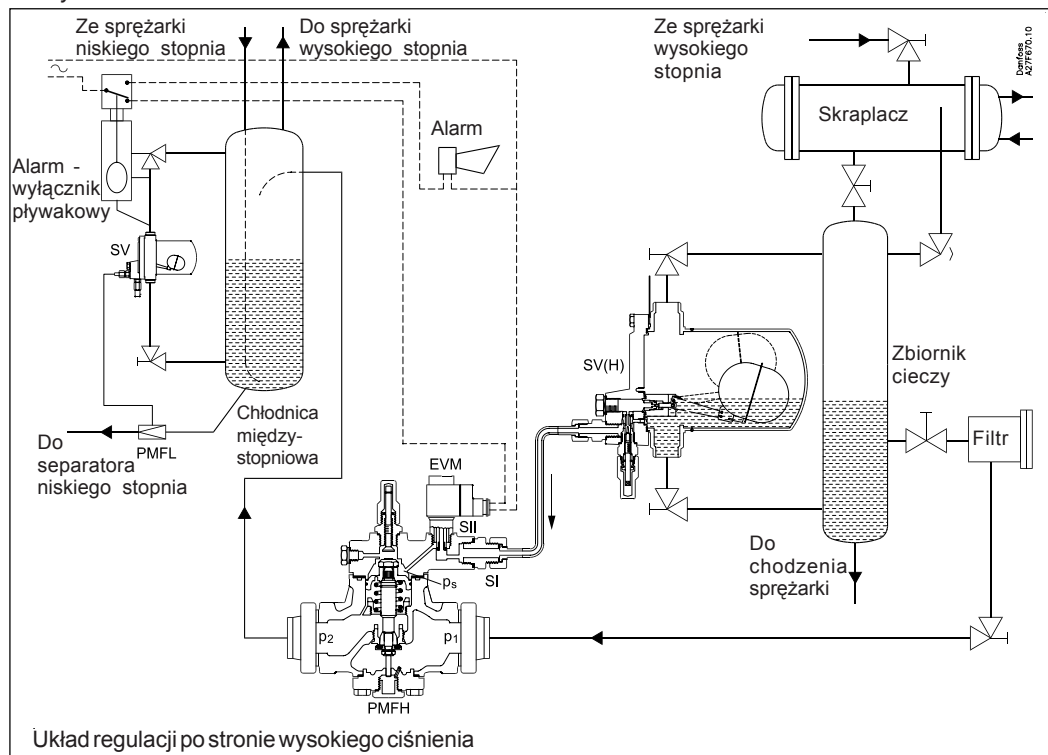 Ze sprężarki
niskiego stopnia
Do sprężarki
wysokiego stopnia
Ze sprężarki
wysokiego
stopnia
Danfoss
A27F670.10
Skraplacz
Alarm
Alarm -
wyłącznik
pływakowy
SV
SV(H)
Zbiornik
cieczy
Filtr
Do
separatora
niskiego stopnia
PMFL
Chłodnica
między-
stopniowa
EVM
SII
SI
ps
p2
p1
PMFH
Do
chodzenia
sprężarki
Układ regulacji po stronie wysokiego ciśnienia